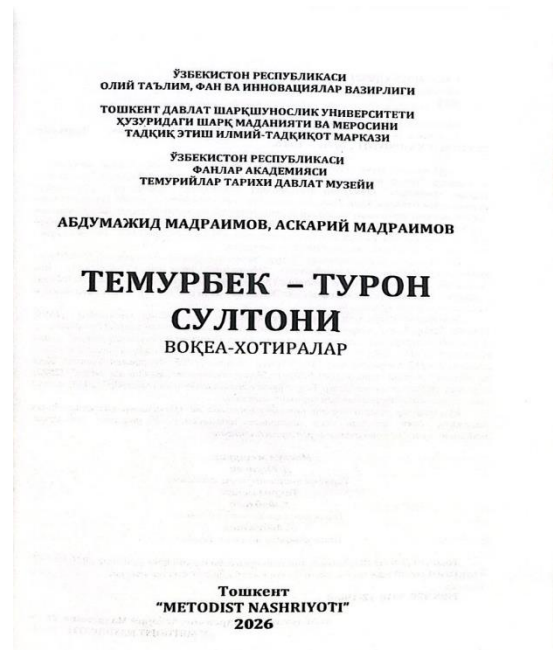 ЎЗБЕКИСТОН РЕСПУБЛИКАСИ
ОЛИЙ ТАЪЛИМ, ФАН ВА ИННОВАЦИЯЛАР ВАЗИРЛИГИ
ТОШКЕНТ ДАВЛАТ ШАРҚШУНОСЛИК УНИВЕРСИТЕТИ
ҲУЗУРИДАГИ ШАРҚ МАДАНИЯТИ ВА МЕРОСИНИ
ТАДҚИҚ ЭТИШ ИЛМИЙ-ТАДҚИҚОТ МАРКАЗИ
ЎЗБЕКИСТОН РЕСПУБЛИКАСИ
ФАНЛАР АКАДЕМИЯСИ
ТЕМУРИЙЛАР ТАРИХИ ДАВЛАТ МУЗЕЙИ
АБДУМАЖИД МАДРАИМОВ, АСКАРИЙ МАДРАИМОВ
ТЕМУРБЕК – ТУРОН
СУЛТОНИ
ВОҚЕА-ХОТИРАЛАР
Тошкент
"METODIST NASHRIYOTI"
2026